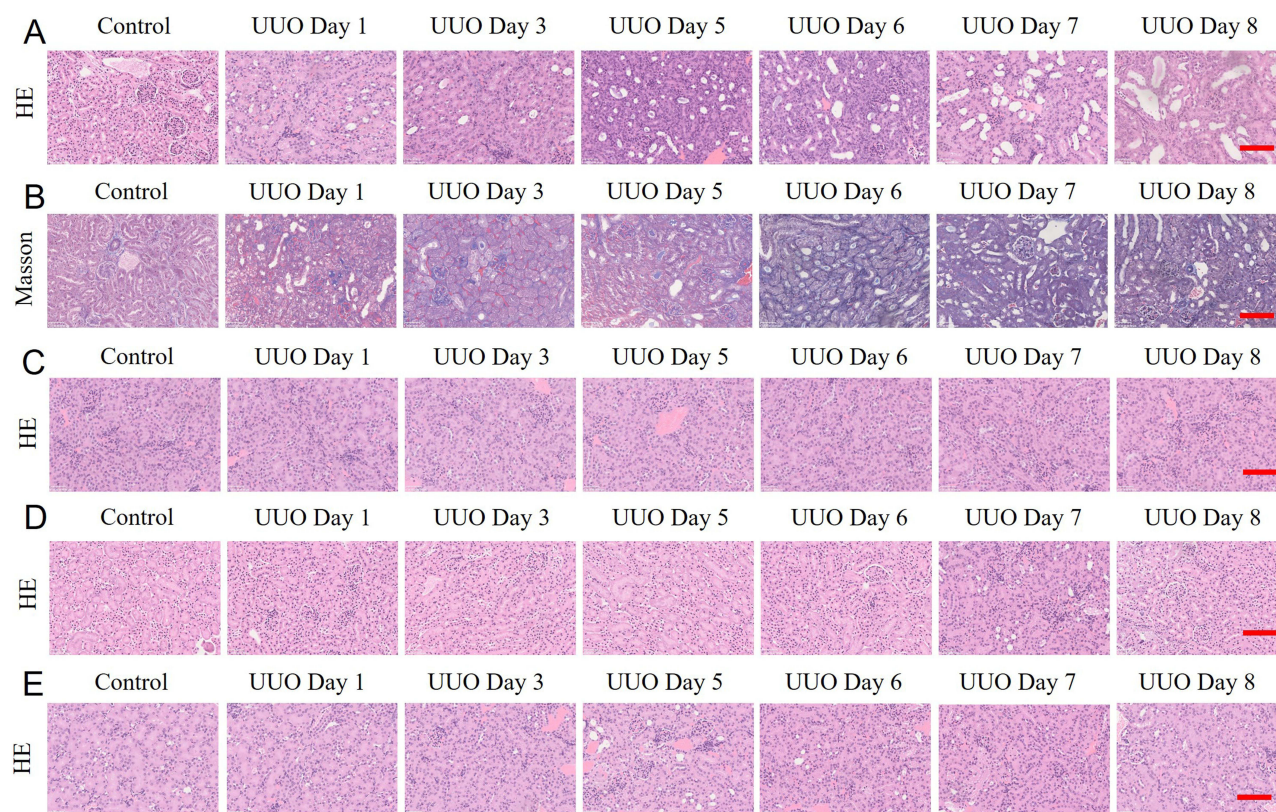 A Control UUO Day 1 UUO Day 3 UUO Day 5 UUO Day 6 UUO Day 7 UUO Day 8
HE
B Control UUO Day 1 UUO Day 3 UUO Day 5 UUO Day 6 UUO Day 7 UUO Day 8
Masson
C Control UUO Day 1 UUO Day 3 UUO Day 5 UUO Day 6 UUO Day 7 UUO Day 8
HE
D Control UUO Day 1 UUO Day 3 UUO Day 5 UUO Day 6 UUO Day 7 UUO Day 8
HE
E Control UUO Day 1 UUO Day 3 UUO Day 5 UUO Day 6 UUO Day 7 UUO Day 8
HE